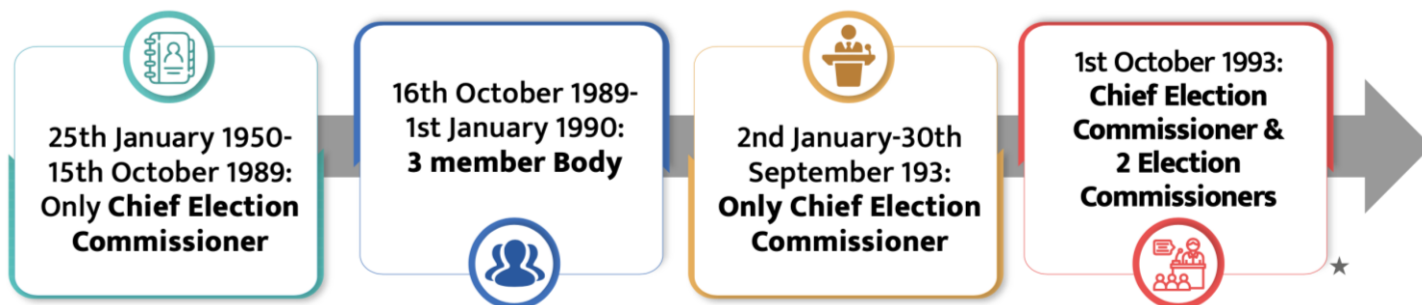 25th January 1950-
15th October 1989:
Only Chief Election
Commissioner
16th October 1989-
1st January 1990:
3 member Body
2nd January-30th
September 193:
Only Chief Election
Commissioner
1st October 1993:
Chief Election
Commissioner &
2 Election
Commissioners